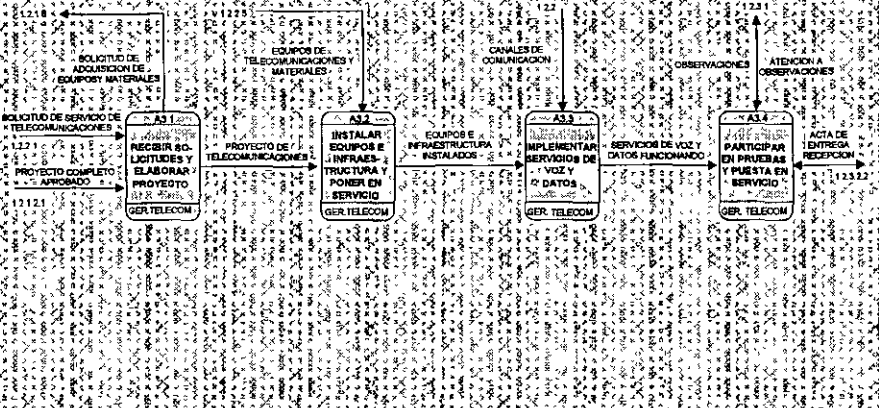 1.2.1.8
SOLICITUD DE
ADQUISICION DE
EQUIPOS Y MATERIALES
SOLICITUD DE SERVICIO DE
TELECOMUNICACIONES
1.2.2.1
PROYECTO COMPLETO
APROBADO
1.2.1.2.1
A3.1
RECIBIR SO-
LICITUDES Y
ELABORAR
PROYECTO
GER.TELECOM
PROYECTO DE
TELECOMUNICACIONES
1.2.2.5
EQUIPOS DE
TELECOMUNICACIONES Y
MATERIALES
A3.2
INSTALAR
EQUIPOS E
INFRAES-
TRUCTURA Y
PONER EN
SERVICIO
GER. TELECOM
EQUIPOS E
INFRAESTRUCTURA
INSTALADOS
CANALES DE
COMUNICACION
A3.3
IMPLEMENTAR
SERVICIOS DE
VOZ Y
DATOS
GER. TELECOM
SERVICIOS DE VOZ Y
DATOS FUNCIONANDO
1.2.3.1
OBSERVACIONES
ATENCION A
OBSERVACIONES
A3.4
PARTICIPAR
EN PRUEBAS
Y PUESTA EN
SERVICIO
GER. TELECOM
ACTA DE
ENTREGA
RECEPCION
1.2.3.2.2